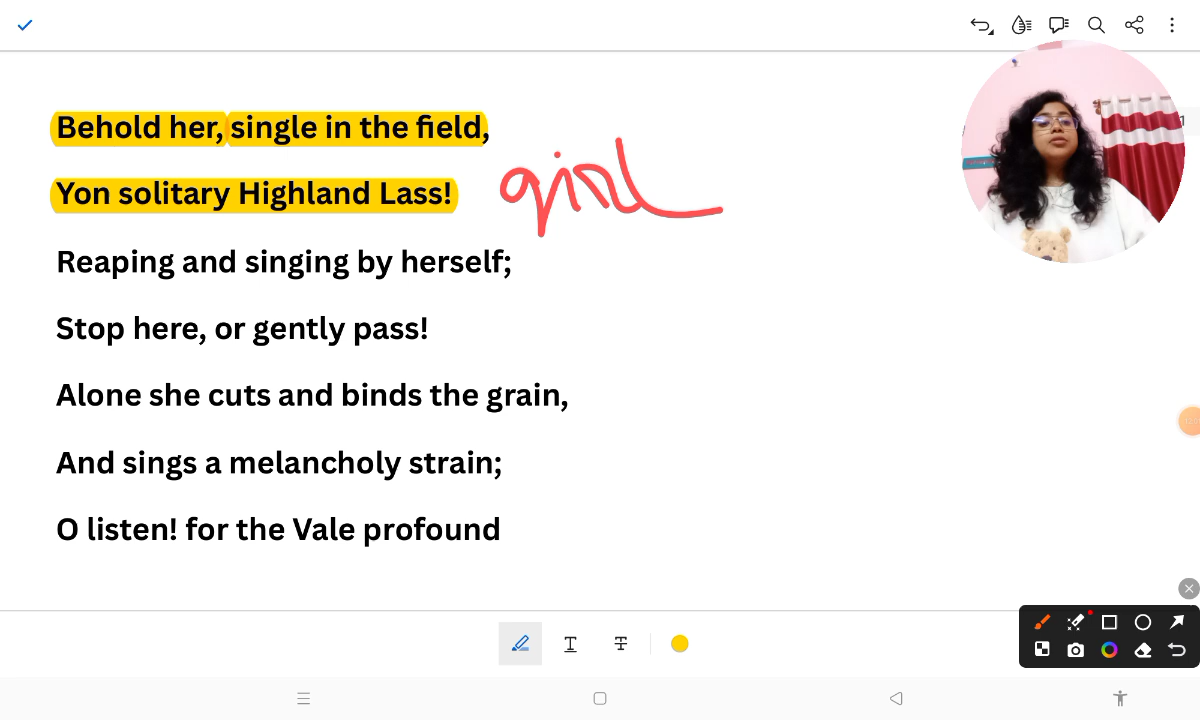 Behold her, single in the field,
Yon solitary Highland Lass! girl
Reaping and singing by herself;
Stop here, or gently pass!
Alone she cuts and binds the grain,
And sings a melancholy strain;
O listen! for the Vale profound